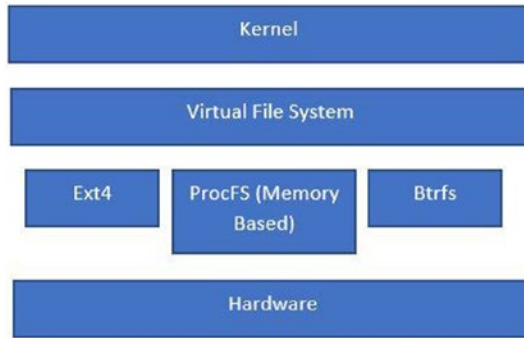 Kernel
Virtual File System
Ext4
ProcFS (Memory
Based)
Btrfs
Hardware